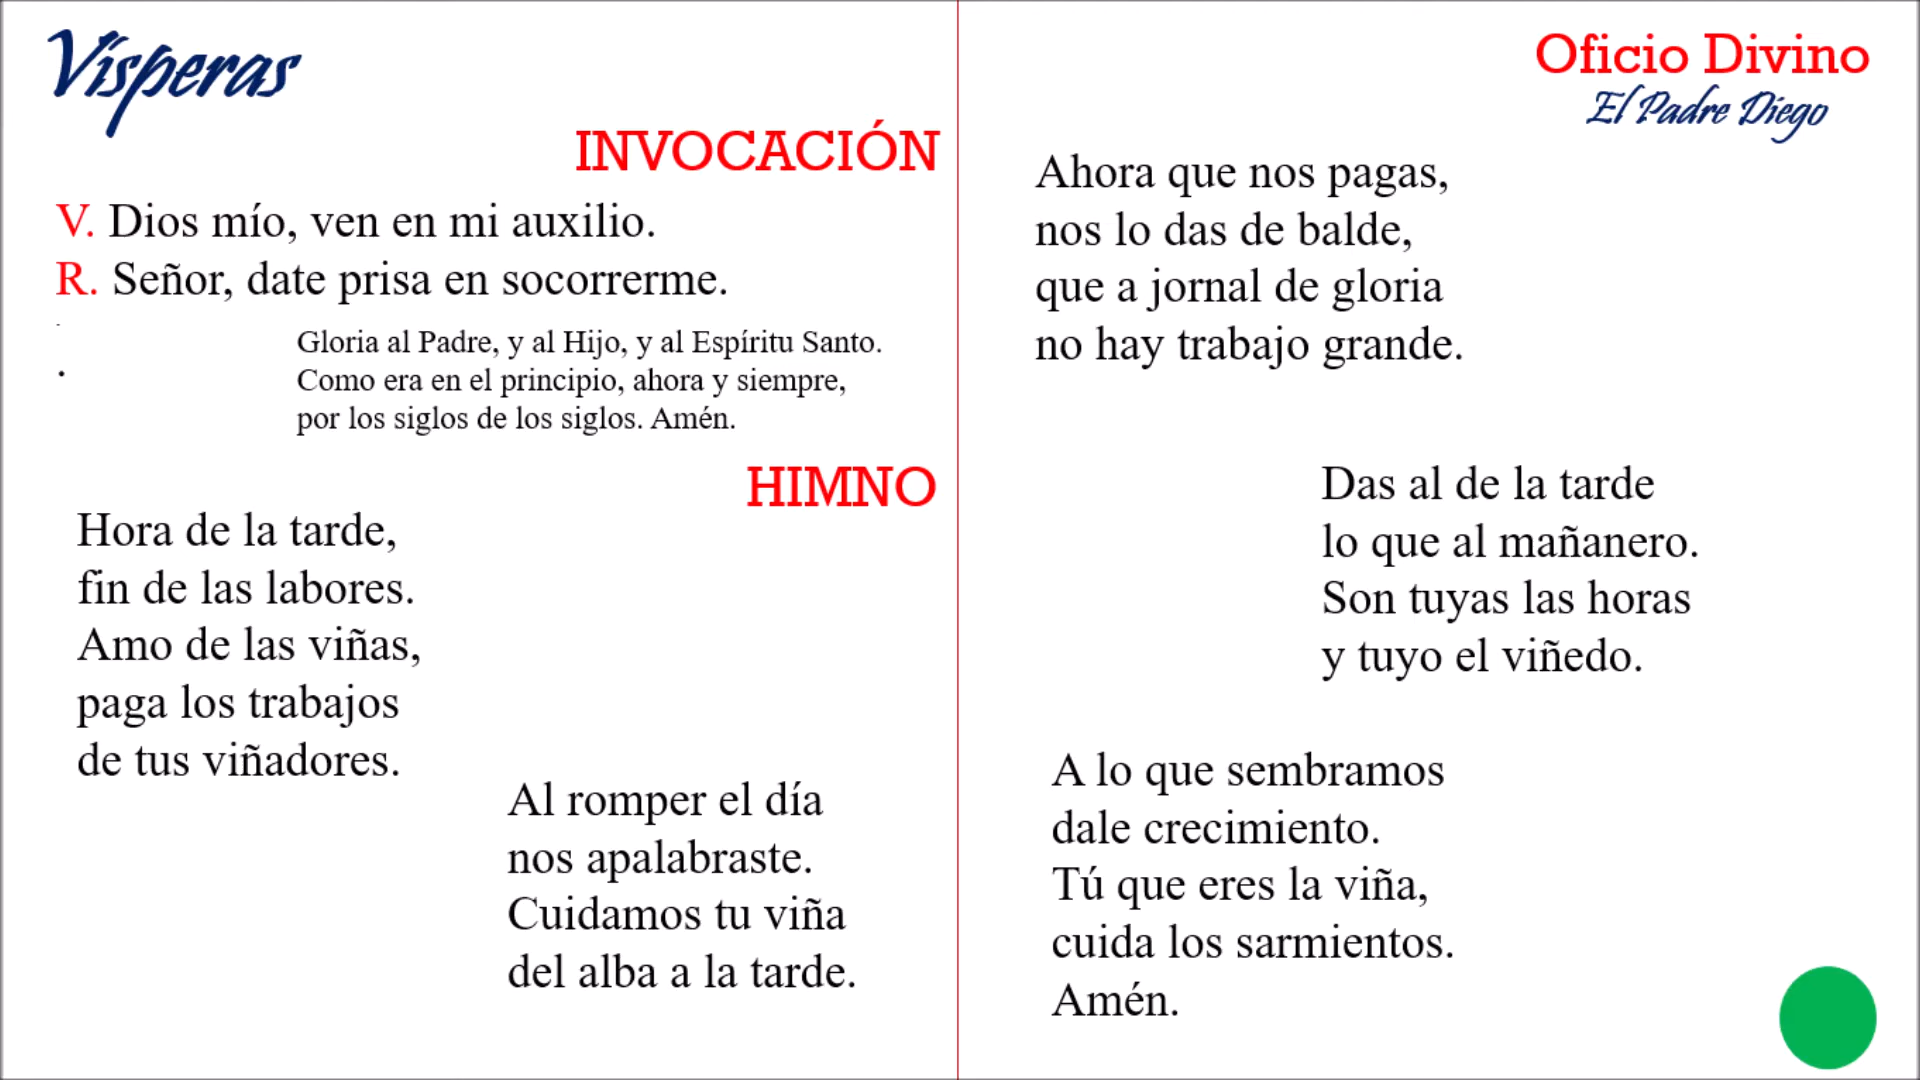 Vísperas
INVOCACIÓN
V. Dios mío, ven en mi auxilio.
R. Señor, date prisa en socorrerme.
Gloria al Padre, y al Hijo, y al Espíritu Santo.
Como era en el principio, ahora y siempre,
por los siglos de los siglos. Amén.
HIMNO
Hora de la tarde,
fin de las labores.
Amo de las viñas,
paga los trabajos
de tus viñadores.
Al romper el día
nos apalabraste.
Cuidamos tu viña
del alba a la tarde.
Oficio Divino
El Padre Diego
Ahora que nos pagas,
nos lo das de balde,
que a jornal de gloria
no hay trabajo grande.
Das al de la tarde
lo que al mañanero.
Son tuyas las horas
y tuyo el viñedo.
A lo que sembramos
dale crecimiento.
Tú que eres la viña,
cuida los sarmientos.
Amén.